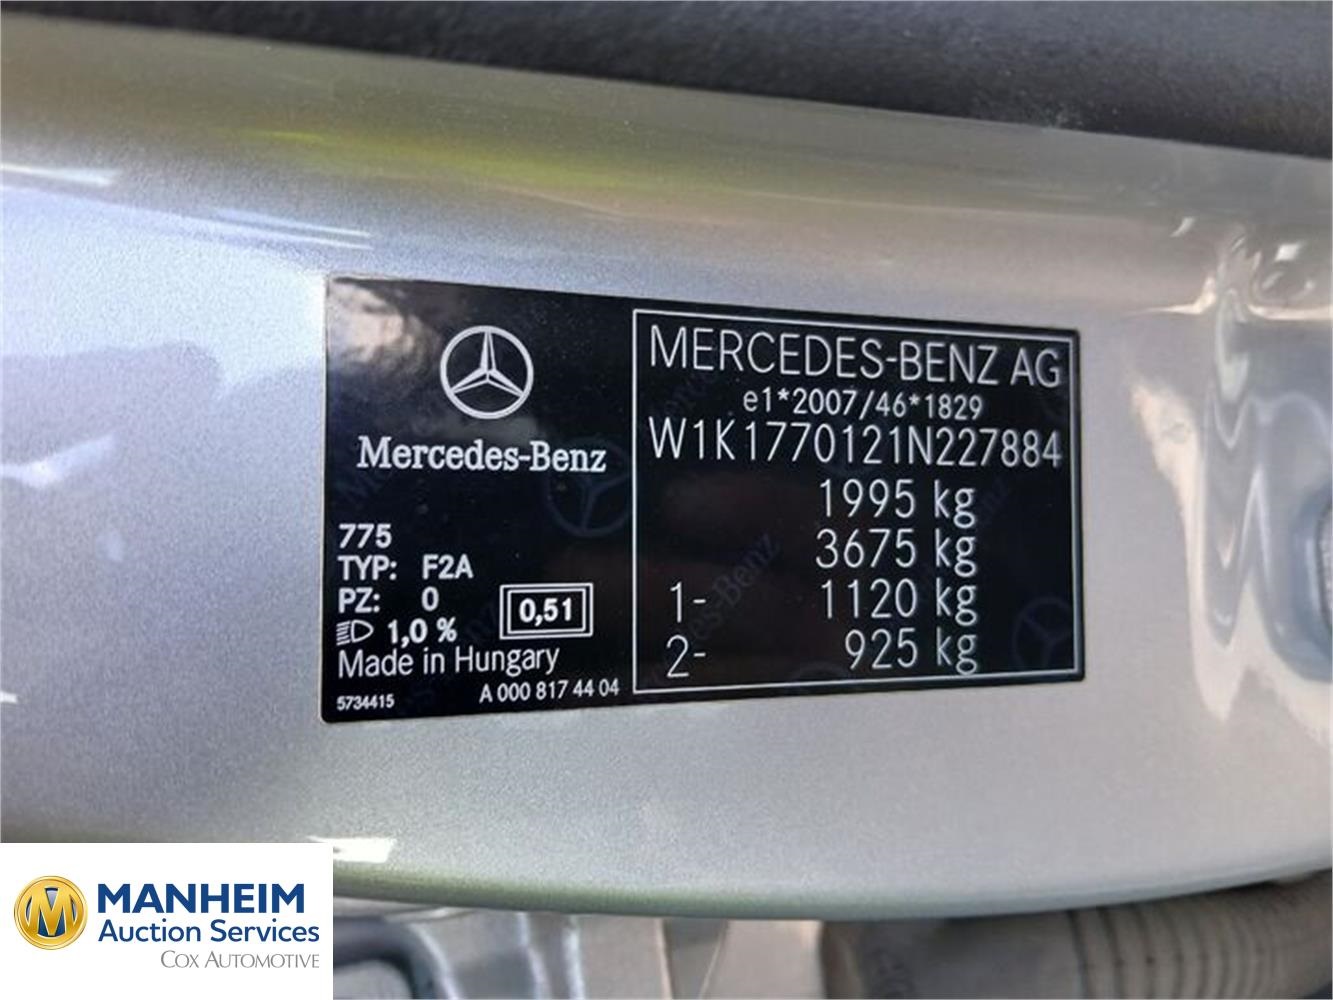 Mercedes-Benz
775
TYP: F2A
PZ: 0
1,0 %
0,51
Made in Hungary
5734415
A 000 817 44 04
MERCEDES-BENZ AG
e1*2007/46*1829
W1K1770121N227884
1995 kg
3675 kg
1- 1120 kg
2- 925 kg
MANHEIM
Auction Services
COX AUTOMOTIVE